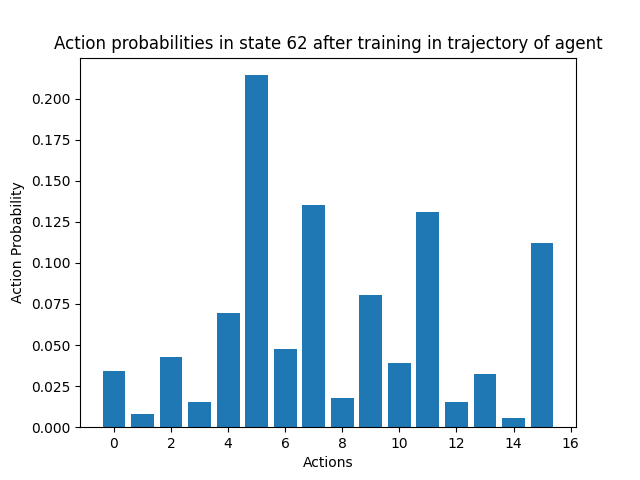 Action probabilities in state 62 after training in trajectory of agent
0.200
0.175
0.150
0.125
0.100
0.075
0.050
0.025
0.000
Action Probability
0 2 4 6 8 10 12 14 16
Actions